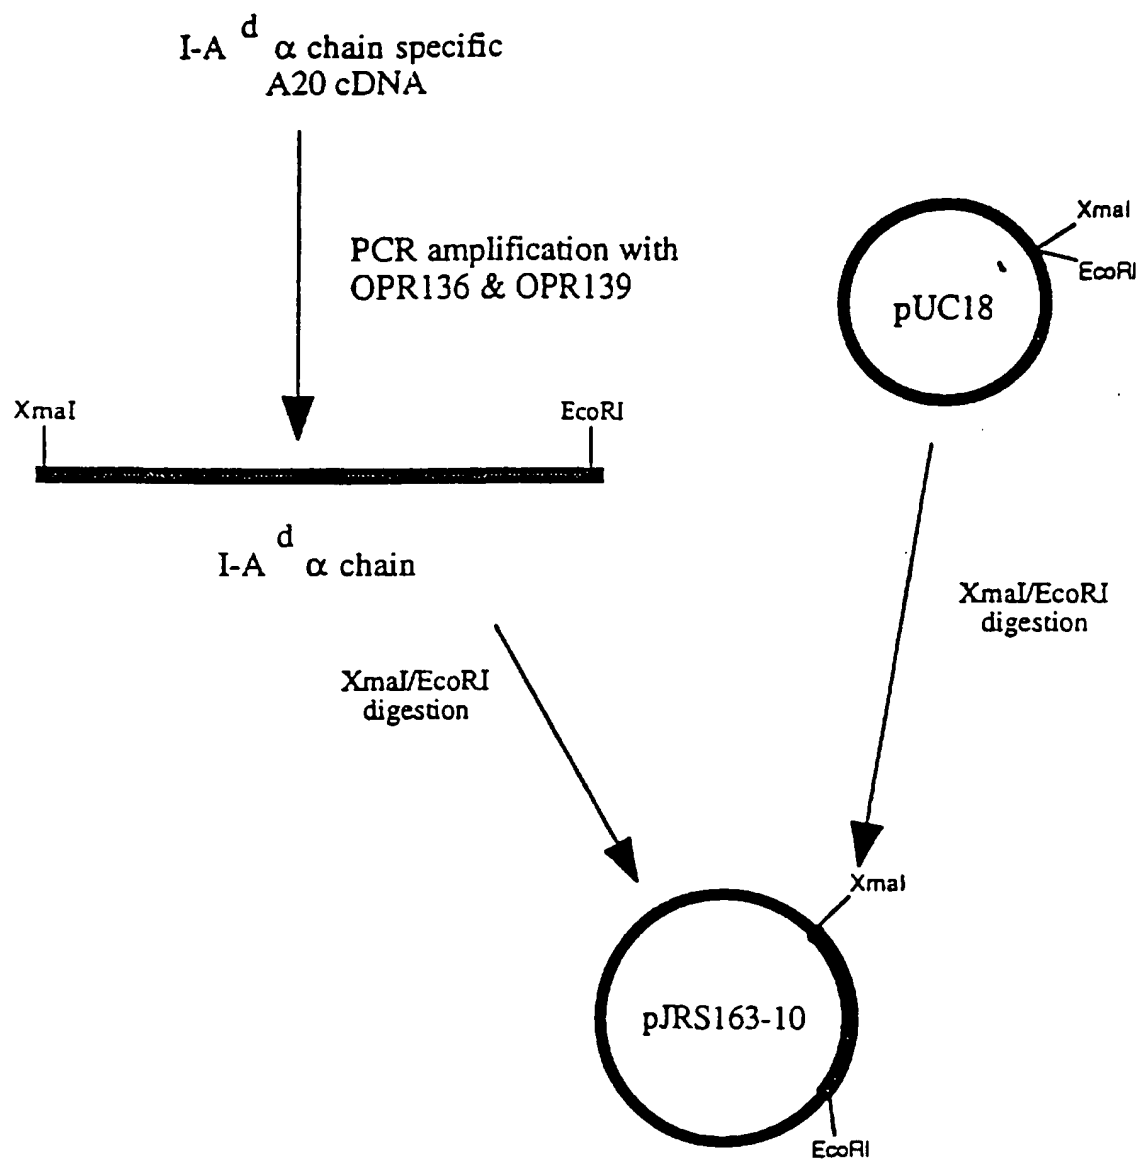 I-A d α chain specific
A20 cDNA
PCR amplification with
OPR136 & OPR139
XmaI
EcoRI
pUC18
XmaI
EcoRI
I-A d α chain
XmaI/EcoRI
digestion
XmaI/EcoRI
digestion
XmaI
pJRS163-10
EcoRI